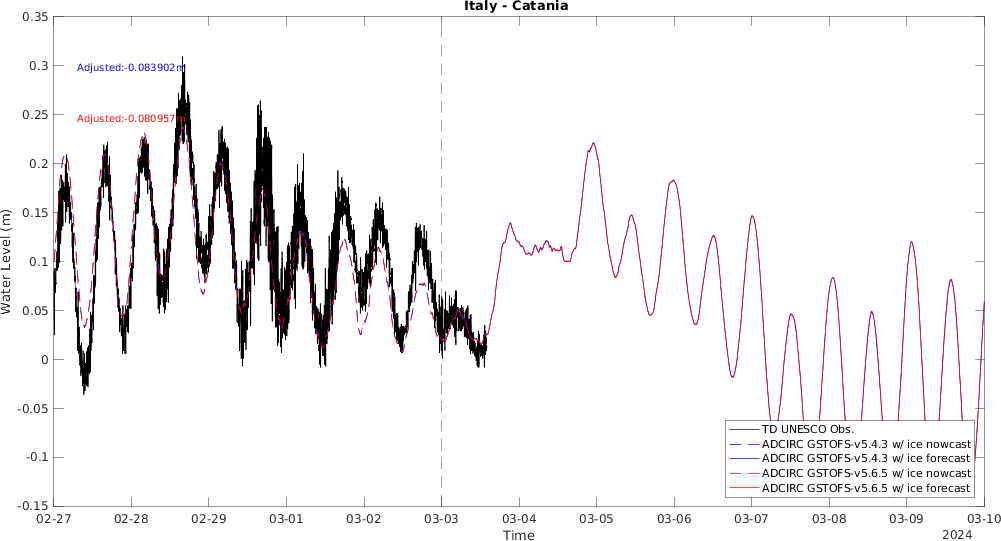 Italy - Catania
0.35
0.3
0.25
0.2
0.15
0.1
0.05
0
-0.05
-0.1
-0.15
Water Level (m)
Adjusted:-0.083902m
Adjusted:-0.080957m
TD UNESCO Obs.
ADCIRC GSTOFS-v5.4.3 w/ ice nowcast
ADCIRC GSTOFS-v5.4.3 w/ ice forecast
ADCIRC GSTOFS-v5.6.5 w/ ice nowcast
ADCIRC GSTOFS-v5.6.5 w/ ice forecast
02-27 02-28 02-29 03-01 03-02 03-03 03-04 03-05 03-06 03-07 03-08 03-09 03-10
Time
2024